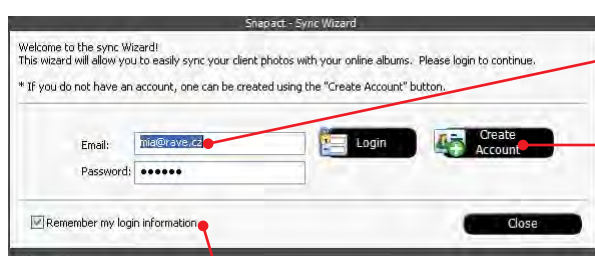 Snapact - Sync Wizard
Welcome to the sync Wizard!
This wizard will allow you to easily sync your client photos with your online albums. Please login to continue.
* If you do not have an account, one can be created using the "Create Account" button.
Email: mia@rave.cz Login Create Account
Password: ●●●●●●
Remember my login information
Close